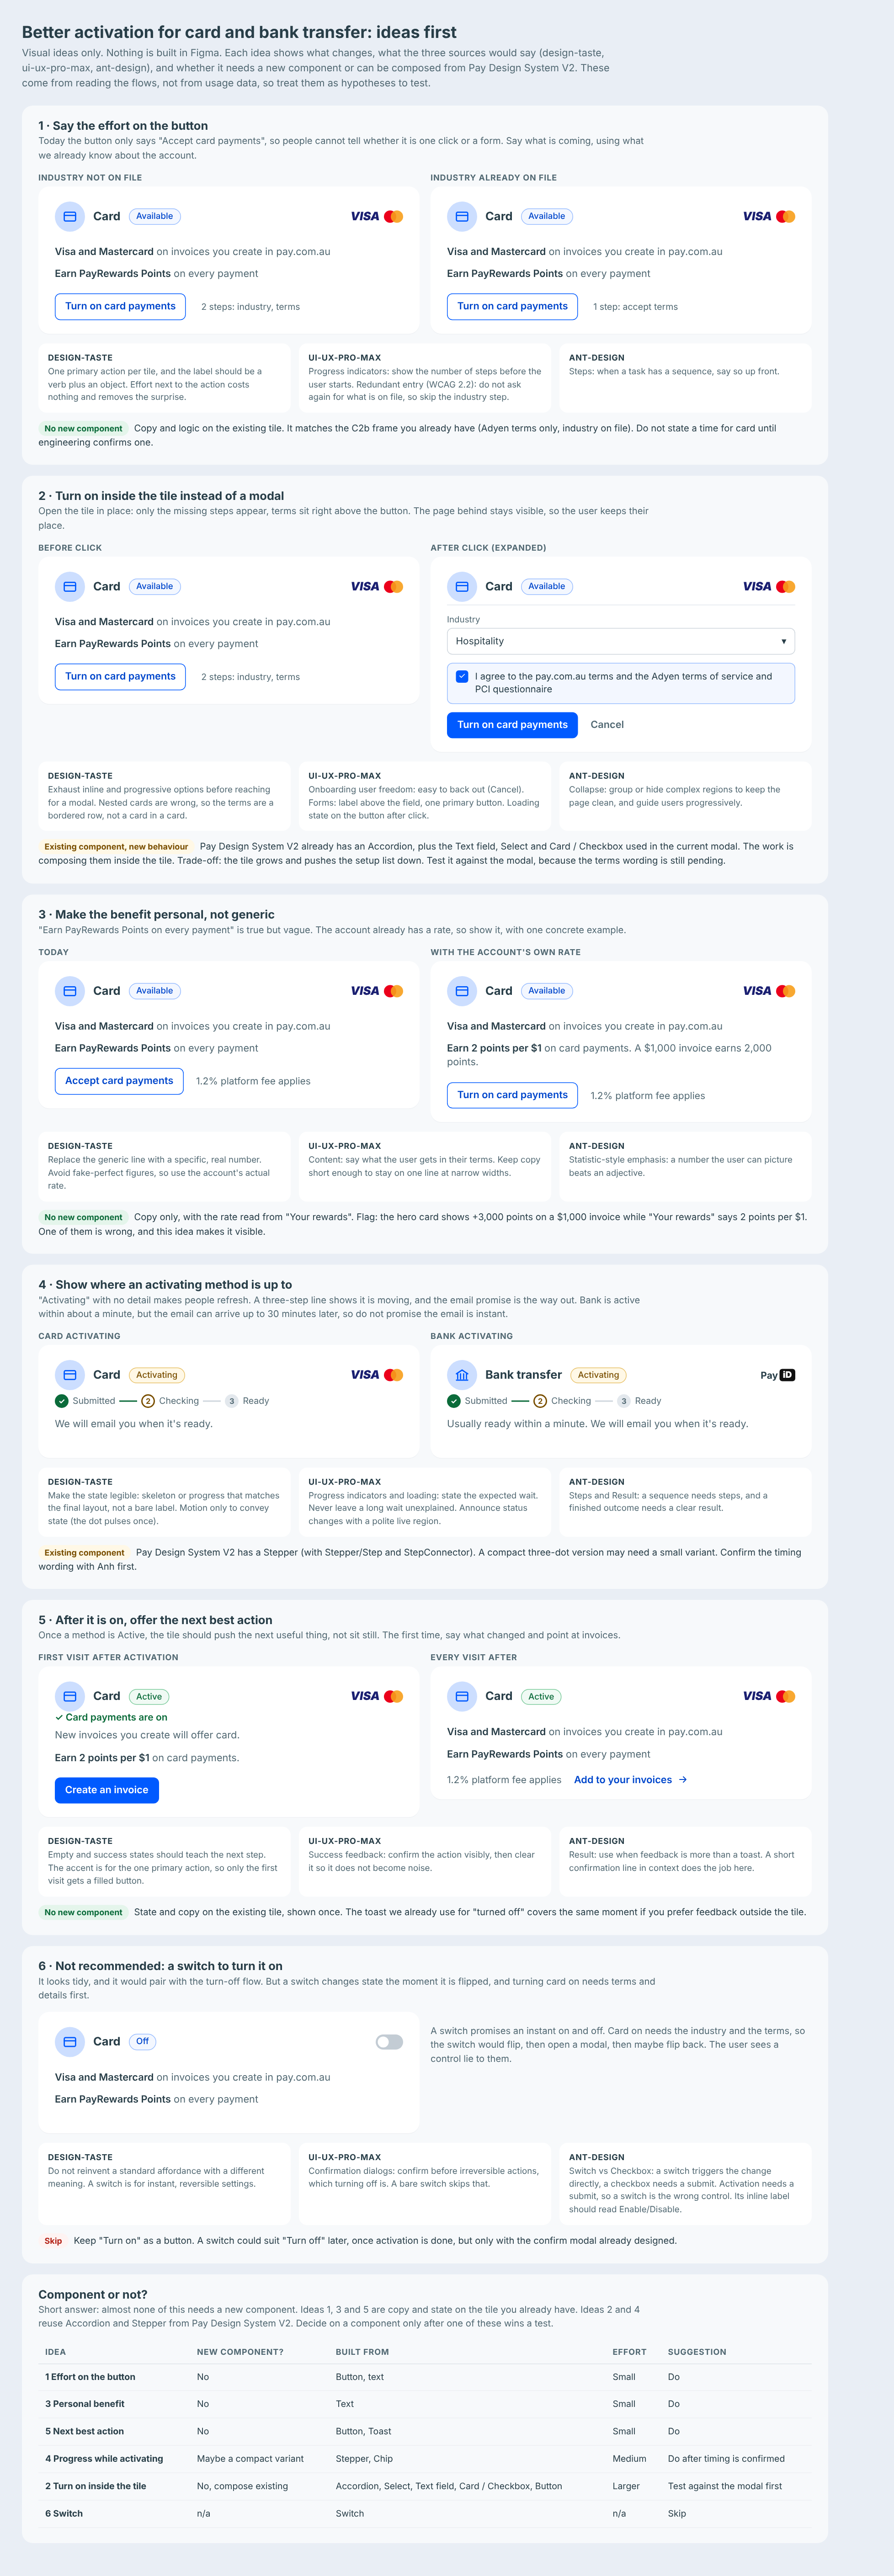 Better activation for card and bank transfer: ideas first
Visual ideas only. Nothing is built in Figma. Each idea shows what changes, what the three sources would say (design-taste,
ui-ux-pro-max, ant-design), and whether it needs a new component or can be composed from Pay Design System V2. These
come from reading the flows, not from usage data, so treat them as hypotheses to test.
1 · Say the effort on the button
Today the button only says "Accept card payments", so people cannot tell whether it is one click or a form. Say what is coming, using what
we already know about the account.
INDUSTRY NOT ON FILE
Card
Available
VISA
Visa and Mastercard on invoices you create in pay.com.au
Earn PayRewards Points on every payment
Turn on card payments
2 steps: industry, terms
INDUSTRY ALREADY ON FILE
Card
Available
VISA
Visa and Mastercard on invoices you create in pay.com.au
Earn PayRewards Points on every payment
Turn on card payments
1 step: accept terms
DESIGN-TASTE
One primary action per tile, and the label should be a
verb plus an object. Effort next to the action costs
nothing and removes the surprise.
UI-UX-PRO-MAX
Progress indicators: show the number of steps before the
user starts. Redundant entry (WCAG 2.2): do not ask
again for what is on file, so skip the industry step.
ANT-DESIGN
Steps: when a task has a sequence, say so up front.
No new component Copy and logic on the existing tile. It matches the C2b frame you already have (Adyen terms only, industry on file). Do not state a time for card until
engineering confirms one.
2 · Turn on inside the tile instead of a modal
Open the tile in place: only the missing steps appear, terms sit right above the button. The page behind stays visible, so the user keeps their
place.
BEFORE CLICK
Card
Available
VISA
Visa and Mastercard on invoices you create in pay.com.au
Earn PayRewards Points on every payment
Turn on card payments
2 steps: industry, terms
AFTER CLICK (EXPANDED)
Card
Available
VISA
Industry
Hospitality
I agree to the pay.com.au terms and the Adyen terms of service and
PCI questionnaire
Turn on card payments
Cancel
DESIGN-TASTE
Exhaust inline and progressive options before reaching
for a modal. Nested cards are wrong, so the terms are a
bordered row, not a card in a card.
UI-UX-PRO-MAX
Onboarding user freedom: easy to back out (Cancel).
Forms: label above the field, one primary button. Loading
state on the button after click.
ANT-DESIGN
Collapse: group or hide complex regions to keep the
page clean, and guide users progressively.
Existing component, new behaviour Pay Design System V2 already has an Accordion, plus the Text field, Select and Card / Checkbox used in the current modal. The work is
composing them inside the tile. Trade-off: the tile grows and pushes the setup list down. Test it against the modal, because the terms wording is still pending.
3 · Make the benefit personal, not generic
"Earn PayRewards Points on every payment" is true but vague. The account already has a rate, so show it, with one concrete example.
TODAY
Card
Available
VISA
Visa and Mastercard on invoices you create in pay.com.au
Earn PayRewards Points on every payment
Accept card payments
1.2% platform fee applies
WITH THE ACCOUNT'S OWN RATE
Card
Available
VISA
Visa and Mastercard on invoices you create in pay.com.au
Earn 2 points per $1 on card payments. A $1,000 invoice earns 2,000
points.
Turn on card payments
1.2% platform fee applies
DESIGN-TASTE
Replace the generic line with a specific, real number.
Avoid fake-perfect figures, so use the account's actual
rate.
UI-UX-PRO-MAX
Content: say what the user gets in their terms. Keep copy
short enough to stay on one line at narrow widths.
ANT-DESIGN
Statistic-style emphasis: a number the user can picture
beats an adjective.
No new component Copy only, with the rate read from "Your rewards". Flag: the hero card shows +3,000 points on a $1,000 invoice while "Your rewards" says 2 points per $1.
One of them is wrong, and this idea makes it visible.
4 · Show where an activating method is up to
"Activating" with no detail makes people refresh. A three-step line shows it is moving, and the email promise is the way out. Bank is active
within about a minute, but the email can arrive up to 30 minutes later, so do not promise the email is instant.
CARD ACTIVATING
Card
Activating
VISA
Submitted
2
Checking
3
Ready
We will email you when it's ready.
BANK ACTIVATING
Bank transfer
Activating
Pay iD
Submitted
2
Checking
3
Ready
Usually ready within a minute. We will email you when it's ready.
DESIGN-TASTE
Make the state legible: skeleton or progress that matches
the final layout, not a bare label. Motion only to convey
state (the dot pulses once).
UI-UX-PRO-MAX
Progress indicators and loading: state the expected wait.
Never leave a long wait unexplained. Announce status
changes with a polite live region.
ANT-DESIGN
Steps and Result: a sequence needs steps, and a
finished outcome needs a clear result.
Existing component Pay Design System V2 has a Stepper (with Stepper/Step and StepConnector). A compact three-dot version may need a small variant. Confirm the timing
wording with Anh first.
5 · After it is on, offer the next best action
Once a method is Active, the tile should push the next useful thing, not sit still. The first time, say what changed and point at invoices.
FIRST VISIT AFTER ACTIVATION
Card
Active
VISA
✓ Card payments are on
New invoices you create will offer card.
Earn 2 points per $1 on card payments.
Create an invoice
EVERY VISIT AFTER
Card
Active
VISA
Visa and Mastercard on invoices you create in pay.com.au
Earn PayRewards Points on every payment
1.2% platform fee applies
Add to your invoices →
DESIGN-TASTE
Empty and success states should teach the next step.
The accent is for the one primary action, so only the first
visit gets a filled button.
UI-UX-PRO-MAX
Success feedback: confirm the action visibly, then clear
it so it does not become noise.
ANT-DESIGN
Result: use when feedback is more than a toast. A short
confirmation line in context does the job here.
No new component State and copy on the existing tile, shown once. The toast we already use for "turned off" covers the same moment if you prefer feedback outside the tile.
6 · Not recommended: a switch to turn it on
It looks tidy, and it would pair with the turn-off flow. But a switch changes state the moment it is flipped, and turning card on needs terms and
details first.
Card
Off
Visa and Mastercard on invoices you create in pay.com.au
Earn PayRewards Points on every payment
A switch promises an instant on and off. Card on needs the industry and the terms, so
the switch would flip, then open a modal, then maybe flip back. The user sees a
control lie to them.
DESIGN-TASTE
Do not reinvent a standard affordance with a different
meaning. A switch is for instant, reversible settings.
UI-UX-PRO-MAX
Confirmation dialogs: confirm before irreversible actions,
which turning off is. A bare switch skips that.
ANT-DESIGN
Switch vs Checkbox: a switch triggers the change
directly, a checkbox needs a submit. Activation needs a
submit, so a switch is the wrong control. Its inline label
should read Enable/Disable.
Skip Keep "Turn on" as a button. A switch could suit "Turn off" later, once activation is done, but only with the confirm modal already designed.
Component or not?
Short answer: almost none of this needs a new component. Ideas 1, 3 and 5 are copy and state on the tile you already have. Ideas 2 and 4
reuse Accordion and Stepper from Pay Design System V2. Decide on a component only after one of these wins a test.
IDEA NEW COMPONENT? BUILT FROM EFFORT SUGGESTION
1 Effort on the button No Button, text Small Do
3 Personal benefit No Text Small Do
5 Next best action No Button, Toast Small Do
4 Progress while activating Maybe a compact variant Stepper, Chip Medium Do after timing is confirmed
2 Turn on inside the tile No, compose existing Accordion, Select, Text field, Card / Checkbox, Button Larger Test against the modal first
6 Switch n/a Switch n/a Skip